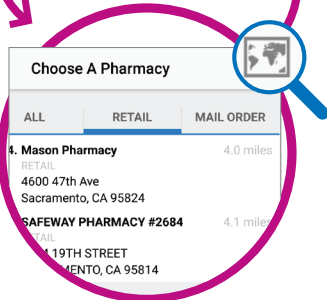 Choose A Pharmacy
ALL RETAIL MAIL ORDER
4. Mason Pharmacy 4.0 miles
RETAIL
4600 47th Ave
Sacramento, CA 95824
SAFEWAY PHARMACY #2684 4.1 miles
19TH STREET
CA 95814